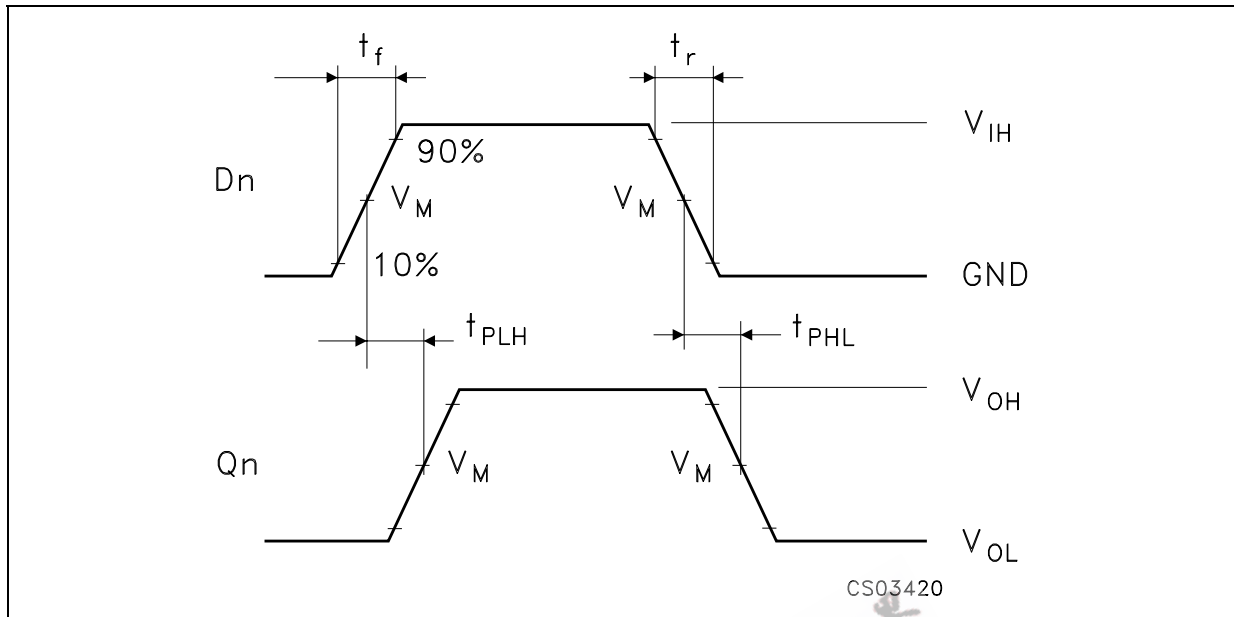 tf
tr
VIH
90%
Dn
VM
VM
10%
GND
tPLH
tPHL
VOH
Qn
VM
VM
VOL
CS03420